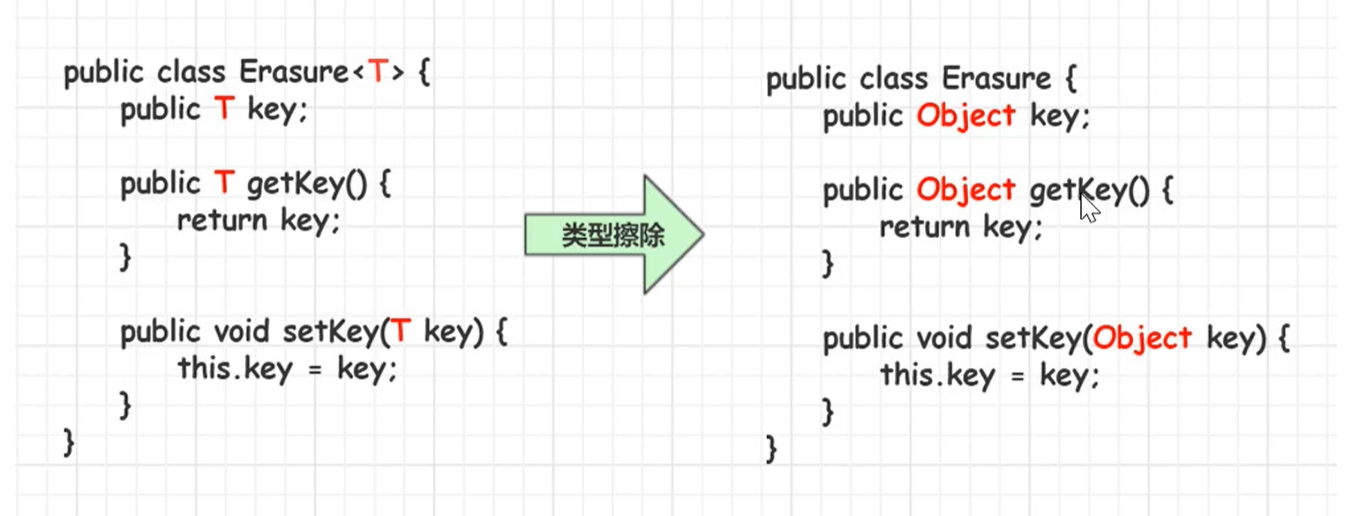 public class Erasure<T> {
public T key;
public T getKey() {
return key;
}
public void setKey(T key) {
this.key = key;
}
}
类型擦除
public class Erasure {
public Object key;
public Object getKey() {
return key;
}
public void setKey(Object key) {
this.key = key;
}
}